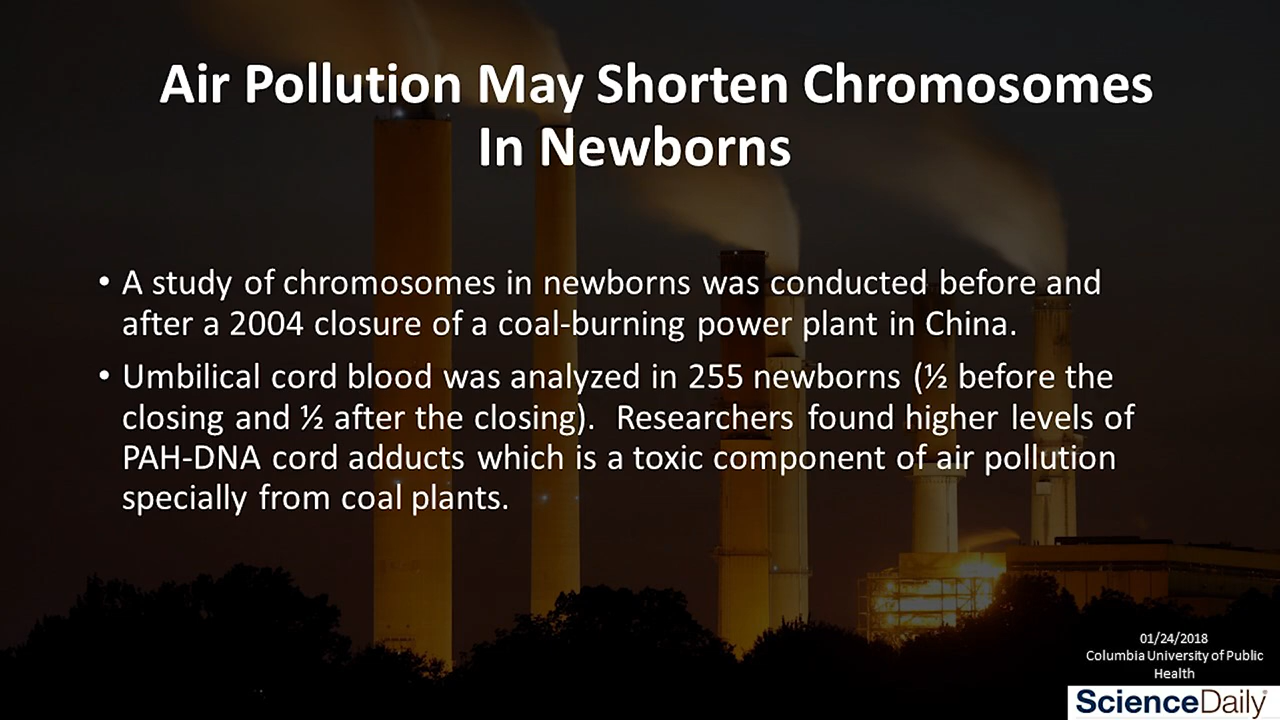 Air Pollution May Shorten Chromosomes
In Newborns
• A study of chromosomes in newborns was conducted before and
after a 2004 closure of a coal-burning power plant in China.
• Umbilical cord blood was analyzed in 255 newborns (½ before the
closing and ½ after the closing).  Researchers found higher levels of
PAH-DNA cord adducts which is a toxic component of air pollution
specially from coal plants.
01/24/2018
Columbia University of Public
Health
ScienceDaily